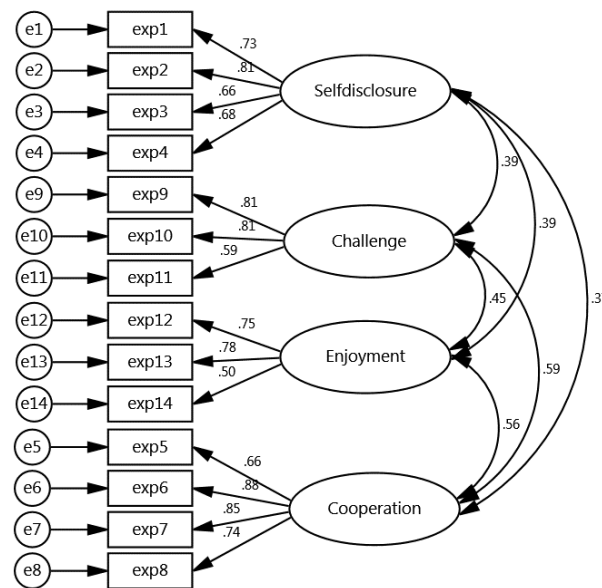 e1 exp1 .73
e2 exp2 .81 Selfdisclosure
e3 exp3 .66
e4 exp4 .68
.39
e9 exp9 .81
e10 exp10 .81 Challenge .39
e11 exp11 .59
.45 .3
e12 exp12 .75
e13 exp13 .78 Enjoyment .59
e14 exp14 .50
.56
e5 exp5 .66
e6 exp6 .88 Cooperation
e7 exp7 .85
e8 exp8 .74